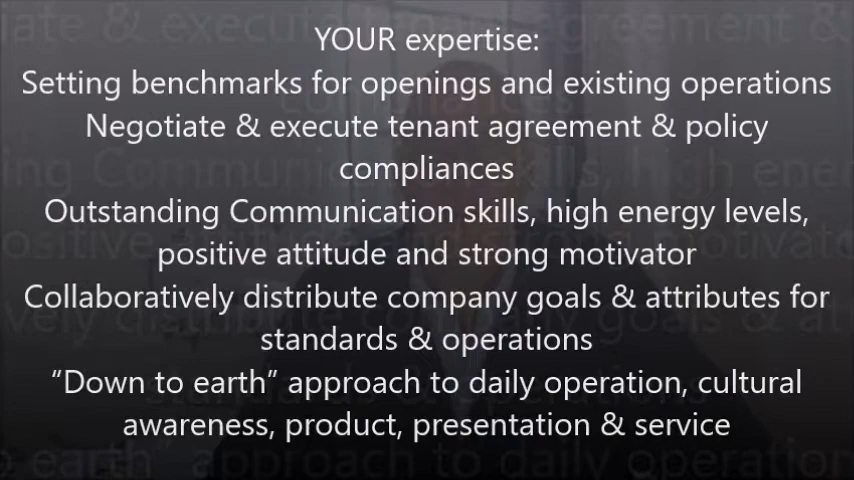 YOUR expertise:
Setting benchmarks for openings and existing operations
Negotiate & execute tenant agreement & policy
compliances
Outstanding Communication skills, high energy levels,
positive attitude and strong motivator
Collaboratively distribute company goals & attributes for
standards & operations
“Down to earth” approach to daily operation, cultural
awareness, product, presentation & service